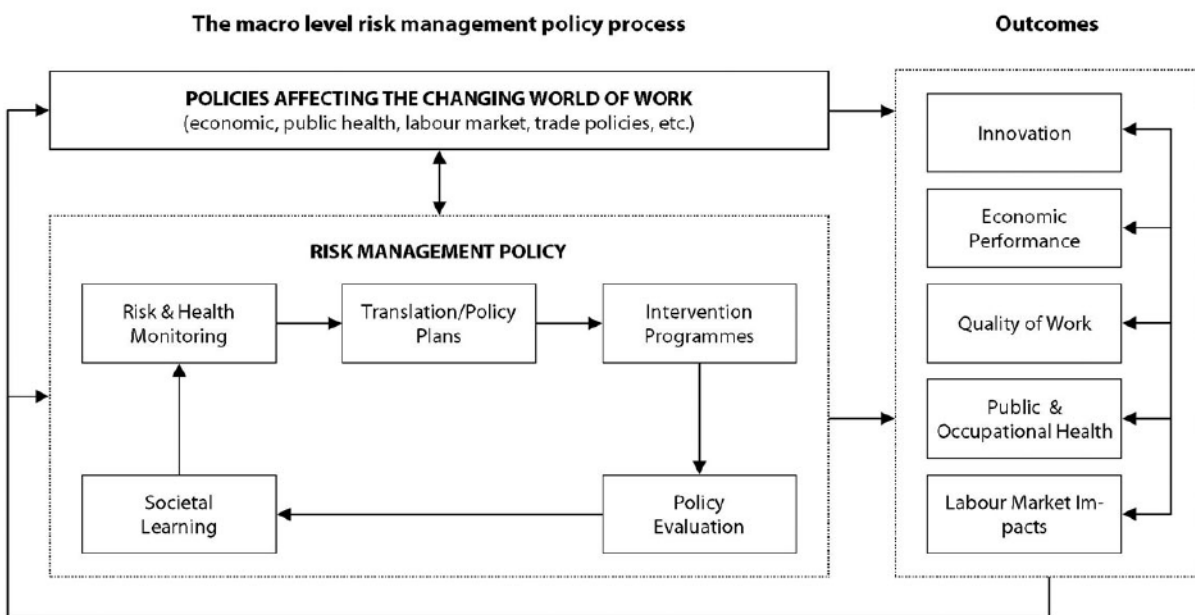 The macro level risk management policy process
Outcomes
POLICIES AFFECTING THE CHANGING WORLD OF WORK
(economic, public health, labour market, trade policies, etc.)
RISK MANAGEMENT POLICY
Risk & Health
Monitoring
Translation/Policy
Plans
Intervention
Programmes
Societal
Learning
Policy
Evaluation
Innovation
Economic
Performance
Quality of Work
Public &
Occupational Health
Labour Market Im-
pacts